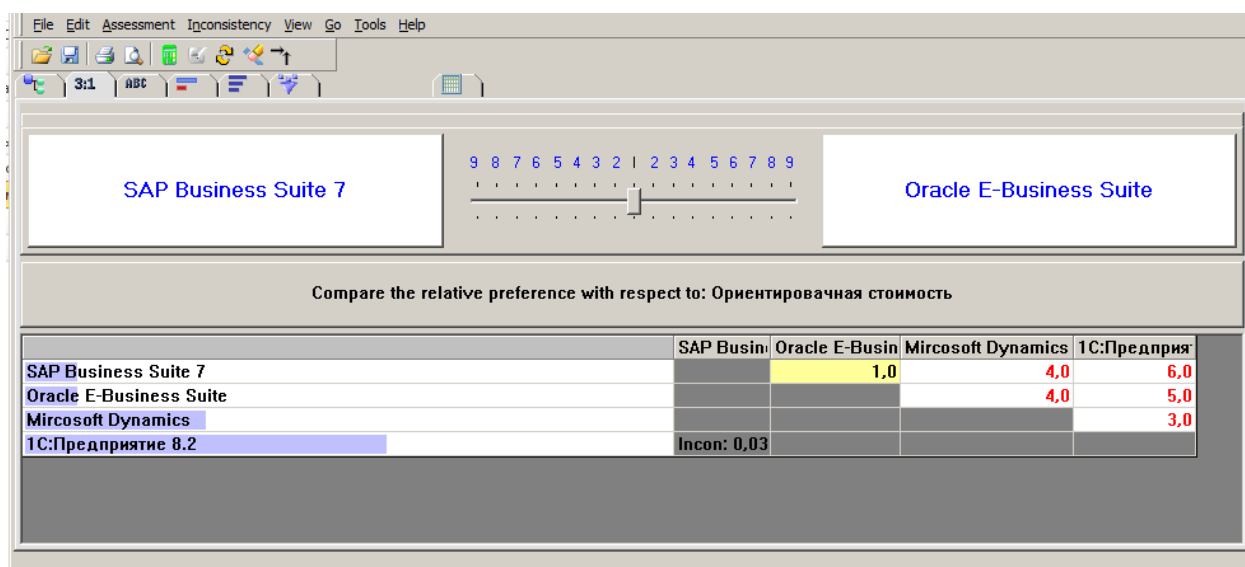 File Edit Assessment Inconsistency View Go Tools Help
3:1 ABC
9 8 7 6 5 4 3 2 1 2 3 4 5 6 7 8 9
SAP Business Suite 7 Oracle E-Business Suite
Compare the relative preference with respect to: Ориентировачная стоимость
SAP Busin Oracle E-Busin Mircosoft Dynamics 1С:Предприя
SAP Business Suite 7 1,0 4,0 6,0
Oracle E-Business Suite 4,0 5,0
Mircosoft Dynamics 3,0
1С:Предприятие 8.2 Incon: 0,03